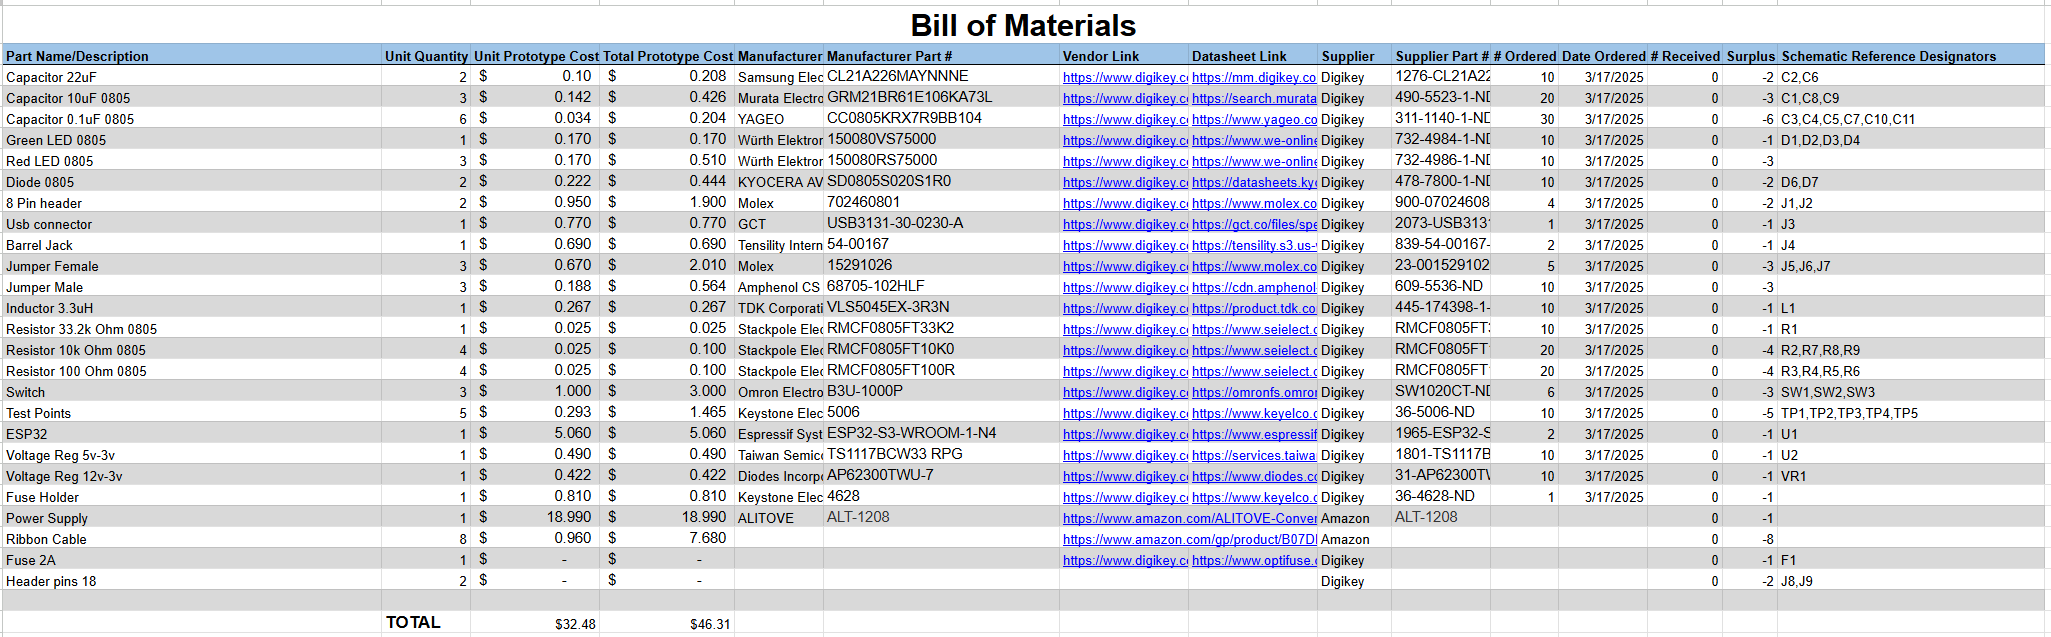 Bill of Materials
Part Name/Description Unit Quantity Unit Prototype Cost Total Prototype Cost Manufacturer Manufacturer Part # Vendor Link Datasheet Link Supplier Supplier Part # # Ordered Date Ordered # Received Surplus Schematic Reference Designators
Capacitor 22uF 2 $ 0.10 $ 0.208 Samsung Elec CL21A226MAYNNNE https://www.digikey.c https://mm.digikey.co Digikey 1276-CL21A22 10 3/17/2025 0 -2 C2,C6
Capacitor 10uF 0805 3 $ 0.142 $ 0.426 Murata Electro GRM21BR61E106KA73L https://www.digikey.c https://search.murata Digikey 490-5523-1-ND 20 3/17/2025 0 -3 C1,C8,C9
Capacitor 0.1uF 0805 6 $ 0.034 $ 0.204 YAGEO CC0805KRX7R9BB104 https://www.digikey.c https://www.yageo.co Digikey 311-1140-1-ND 30 3/17/2025 0 -6 C3,C4,C5,C7,C10,C11
Green LED 0805 1 $ 0.170 $ 0.170 Würth Elektror 150080VS75000 https://www.digikey.c https://www.we-online Digikey 732-4984-1-ND 10 3/17/2025 0 -1 D1,D2,D3,D4
Red LED 0805 3 $ 0.170 $ 0.510 Würth Elektror 150080RS75000 https://www.digikey.c https://www.we-online Digikey 732-4986-1-ND 10 3/17/2025 0 -3
Diode 0805 2 $ 0.222 $ 0.444 KYOCERA AV SD0805S020S1R0 https://www.digikey.c https://datasheets.kyo Digikey 478-7800-1-ND 10 3/17/2025 0 -2 D6,D7
8 Pin header 2 $ 0.950 $ 1.900 Molex 702460801 https://www.digikey.c https://www.molex.co Digikey 900-07024608 4 3/17/2025 0 -2 J1,J2
Usb connector 1 $ 0.770 $ 0.770 GCT USB3131-30-0230-A https://www.digikey.c https://gct.co/files/spe Digikey 2073-USB313 1 3/17/2025 0 -1 J3
Barrel Jack 1 $ 0.690 $ 0.690 Tensility Intern 54-00167 https://www.digikey.c https://tensility.s3.us- Digikey 839-54-00167- 2 3/17/2025 0 -1 J4
Jumper Female 3 $ 0.670 $ 2.010 Molex 15291026 https://www.digikey.c https://www.molex.co Digikey 23-001529102 5 3/17/2025 0 -3 J5,J6,J7
Jumper Male 3 $ 0.188 $ 0.564 Amphenol CS 68705-102HLF https://www.digikey.c https://cdn.amphenol Digikey 609-5536-ND 10 3/17/2025 0 -3
Inductor 3.3uH 1 $ 0.267 $ 0.267 TDK Corporati VLS5045EX-3R3N https://www.digikey.c https://product.tdk.co Digikey 445-174398-1- 10 3/17/2025 0 -1 L1
Resistor 33.2k Ohm 0805 1 $ 0.025 $ 0.025 Stackpole Elec RMCF0805FT33K2 https://www.digikey.c https://www.seielect.c Digikey RMCF0805FT 10 3/17/2025 0 -1 R1
Resistor 10k Ohm 0805 4 $ 0.025 $ 0.100 Stackpole Elec RMCF0805FT10K0 https://www.digikey.c https://www.seielect.c Digikey RMCF0805FT 20 3/17/2025 0 -4 R2,R7,R8,R9
Resistor 100 Ohm 0805 4 $ 0.025 $ 0.100 Stackpole Elec RMCF0805FT100R https://www.digikey.c https://www.seielect.c Digikey RMCF0805FT 20 3/17/2025 0 -4 R3,R4,R5,R6
Switch 3 $ 1.000 $ 3.000 Omron Electro B3U-1000P https://www.digikey.c https://omronfs.omror Digikey SW1020CT-ND 6 3/17/2025 0 -3 SW1,SW2,SW3
Test Points 5 $ 0.293 $ 1.465 Keystone Elec 5006 https://www.digikey.c https://www.keyelco.c Digikey 36-5006-ND 10 3/17/2025 0 -5 TP1,TP2,TP3,TP4,TP5
ESP32 1 $ 5.060 $ 5.060 Espressif Syst ESP32-S3-WROOM-1-N4 https://www.digikey.c https://www.espressif Digikey 1965-ESP32-S 2 3/17/2025 0 -1 U1
Voltage Reg 5v-3v 1 $ 0.490 $ 0.490 Taiwan Semic TS1117BCW33 RPG https://www.digikey.c https://services.taiwa Digikey 1801-TS1117B 10 3/17/2025 0 -1 U2
Voltage Reg 12v-3v 1 $ 0.422 $ 0.422 Diodes Incorp AP62300TWU-7 https://www.digikey.c https://www.diodes.co Digikey 31-AP62300TW 10 3/17/2025 0 -1 VR1
Fuse Holder 1 $ 0.810 $ 0.810 Keystone Elec 4628 https://www.digikey.c https://www.keyelco.c Digikey 36-4628-ND 1 3/17/2025 0 -1
Power Supply 1 $ 18.990 $ 18.990 ALITOVE ALT-1208 https://www.amazon.com/ALITOVE-Conver Amazon ALT-1208 0 -1
Ribbon Cable 8 $ 0.960 $ 7.680 https://www.amazon.com/gp/product/B07D Amazon 0 -8
Fuse 2A 1 $ - $ - https://www.digikey.c https://www.optifuse. Digikey 0 -1 F1
Header pins 18 2 $ - $ - Digikey 0 -2 J8,J9
TOTAL $32.48 $46.31